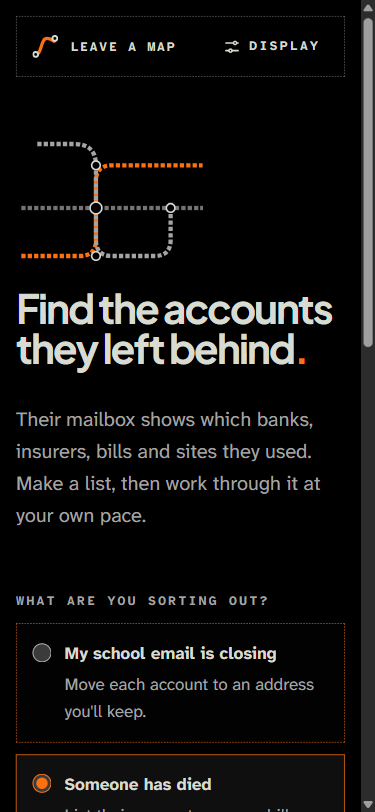 LEAVE A MAP
DISPLAY
Find the accounts
they left behind.
Their mailbox shows which banks,
insurers, bills and sites they used.
Make a list, then work through it at
your own pace.
WHAT ARE YOU SORTING OUT?
My school email is closing
Move each account to an address
you'll keep.
Someone has died